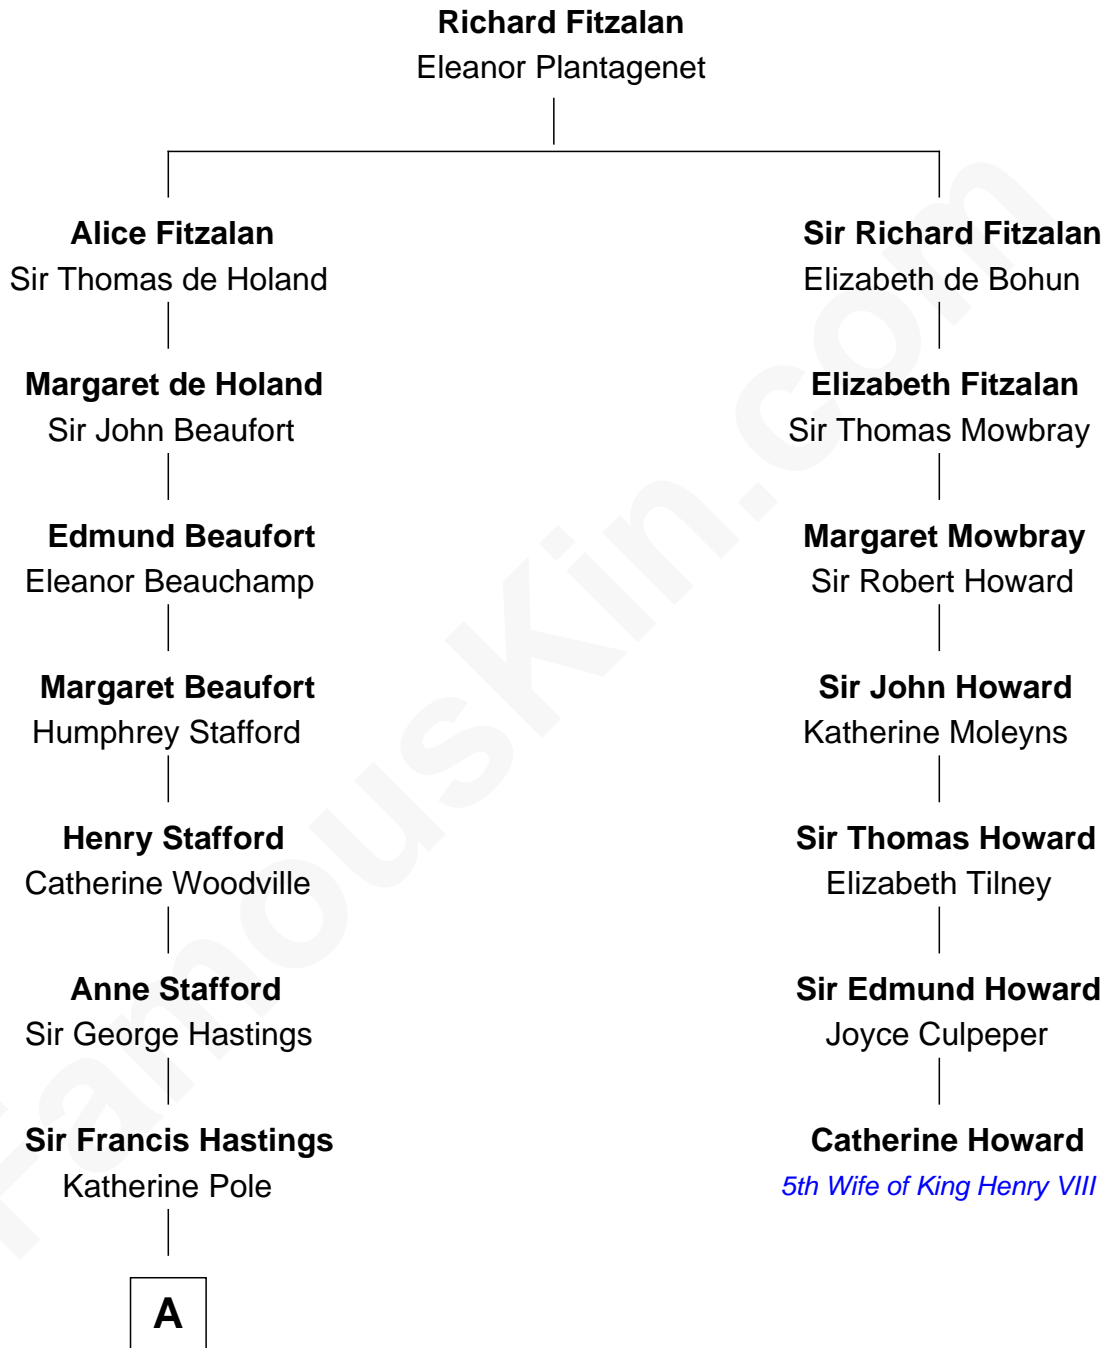 Richard Fitzalan
Eleanor Plantagenet
Alice Fitzalan
Sir Thomas de Holand
Sir Richard Fitzalan
Elizabeth de Bohun
Margaret de Holand
Sir John Beaufort
Elizabeth Fitzalan
Sir Thomas Mowbray
Edmund Beaufort
Eleanor Beauchamp
Margaret Mowbray
Sir Robert Howard
Margaret Beaufort
Humphrey Stafford
Sir John Howard
Katherine Moleyns
Henry Stafford
Catherine Woodville
Sir Thomas Howard
Elizabeth Tilney
Anne Stafford
Sir George Hastings
Sir Edmund Howard
Joyce Culpeper
Sir Francis Hastings
Katherine Pole
Catherine Howard
5th Wife of King Henry VIII
A
FamousKin.com